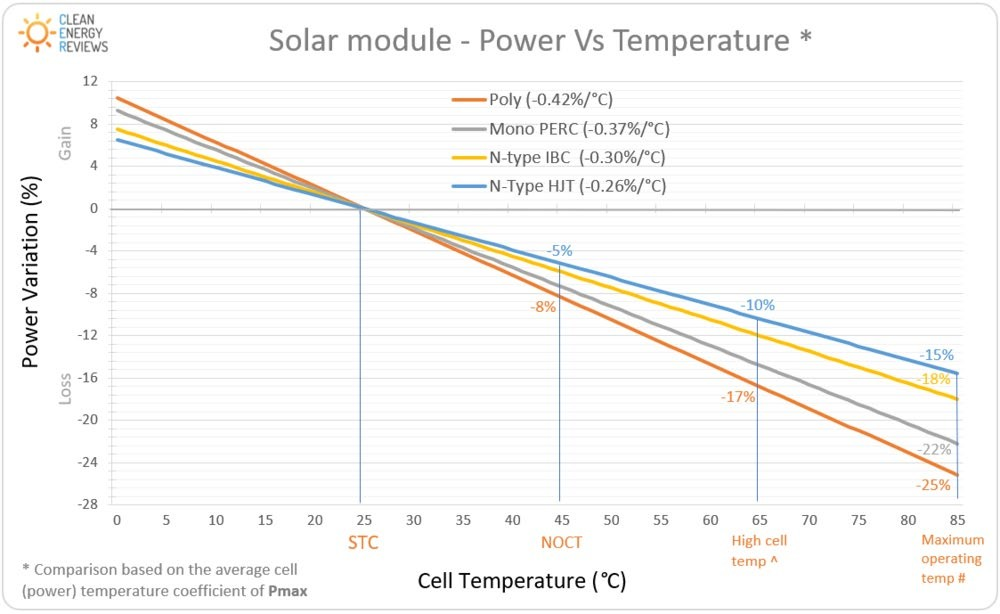 CLEAN
ENERGY
REVIEWS
Solar module - Power Vs Temperature *
Poly (-0.42%/°C)
Mono PERC (-0.37%/°C)
N-type IBC (-0.30%/°C)
N-Type HJT (-0.26%/°C)
Power Variation (%)
Gain
Loss
12
8
4
0
-4
-8
-12
-16
-20
-24
-28
-5%
-8%
-10%
-17%
-15%
-18%
-22%
-25%
0 5 10 15 20 25 30 35 40 45 50 55 60 65 70 75 80 85
STC
NOCT
High cell
temp ^
Maximum
operating
temp #
Cell Temperature (°C)
* Comparison based on the average cell
(power) temperature coefficient of Pmax